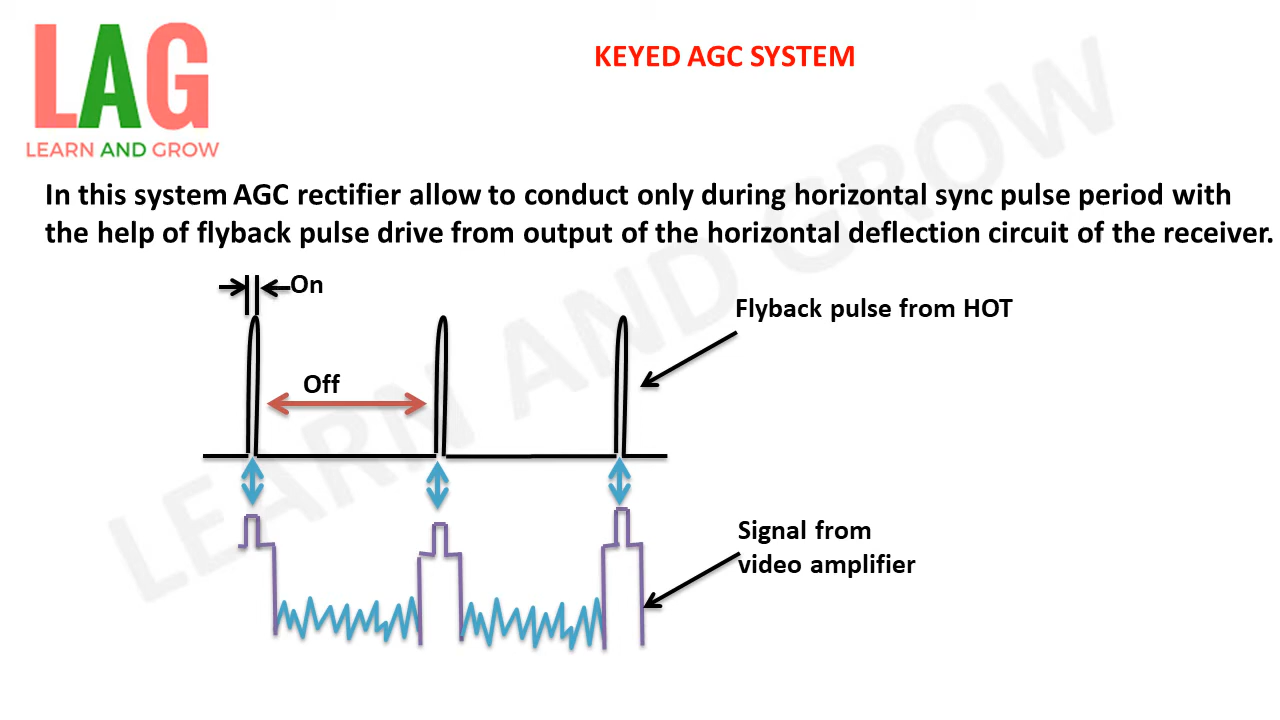 LAG
LEARN AND GROW
KEYED AGC SYSTEM
In this system AGC rectifier allow to conduct only during horizontal sync pulse period with
the help of flyback pulse drive from output of the horizontal deflection circuit of the receiver.
On
Flyback pulse from HOT
Off
Signal from
video amplifier
LEARN AND GROW